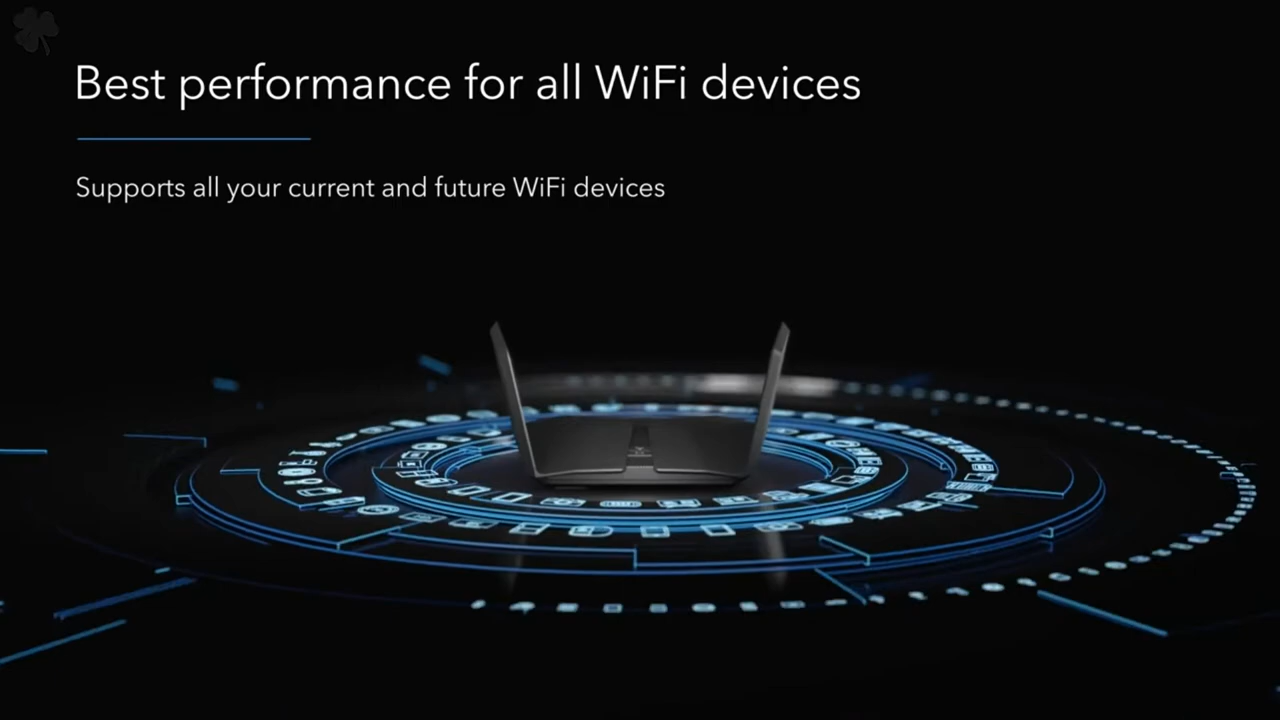 Best performance for all WiFi devices
Supports all your current and future WiFi devices